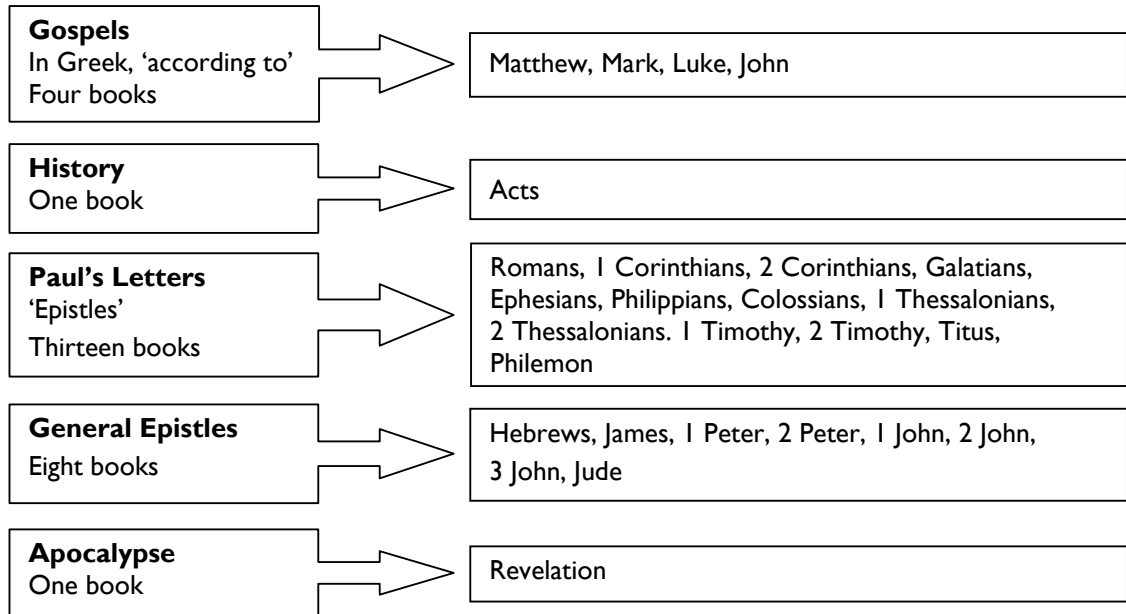 Gospels
In Greek, ‘according to’
Four books
Matthew, Mark, Luke, John
History
One book
Acts
Paul’s Letters
‘Epistles’
Thirteen books
Romans, 1 Corinthians, 2 Corinthians, Galatians,
Ephesians, Philippians, Colossians, 1 Thessalonians,
2 Thessalonians. 1 Timothy, 2 Timothy, Titus,
Philemon
General Epistles
Eight books
Hebrews, James, 1 Peter, 2 Peter, 1 John, 2 John,
3 John, Jude
Apocalypse
One book
Revelation